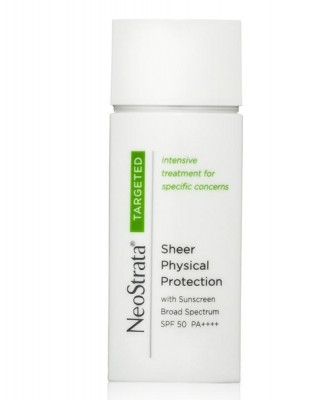 NeoStrata®
TARGETED
intensive
treatment for
specific concerns
Sheer
Physical
Protection
with Sunscreen
Broad Spectrum
SPF 50 PA++++